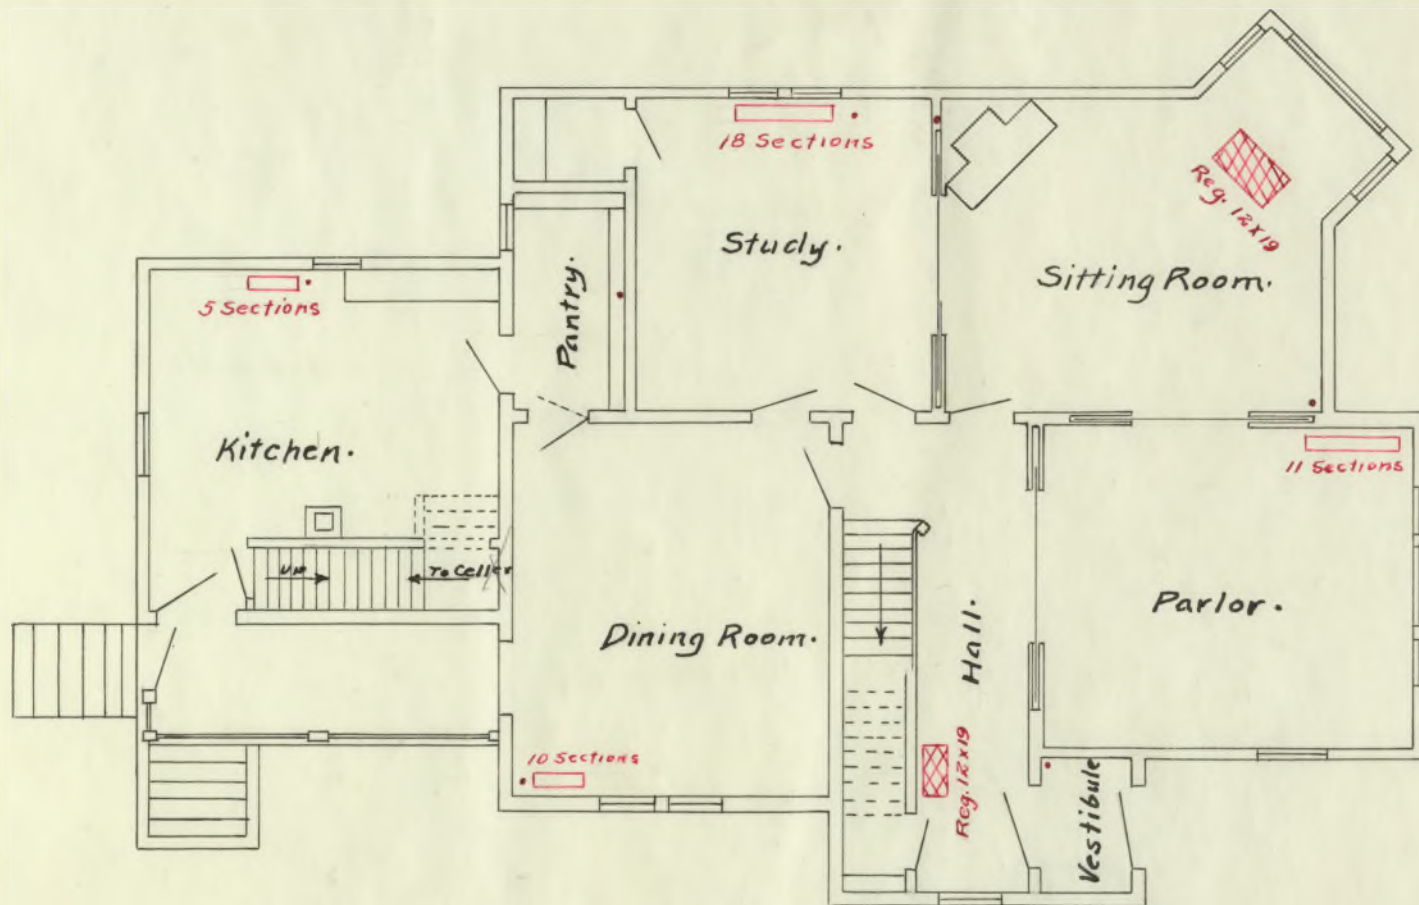 18 Sections
Reg. 12x19
Study.
Sitting Room.
5 Sections
Pantry.
Kitchen.
11 Sections
UP
To Celler
Dining Room.
Hall.
Parlor.
10 Sections
Reg. 12x19
Vestibule